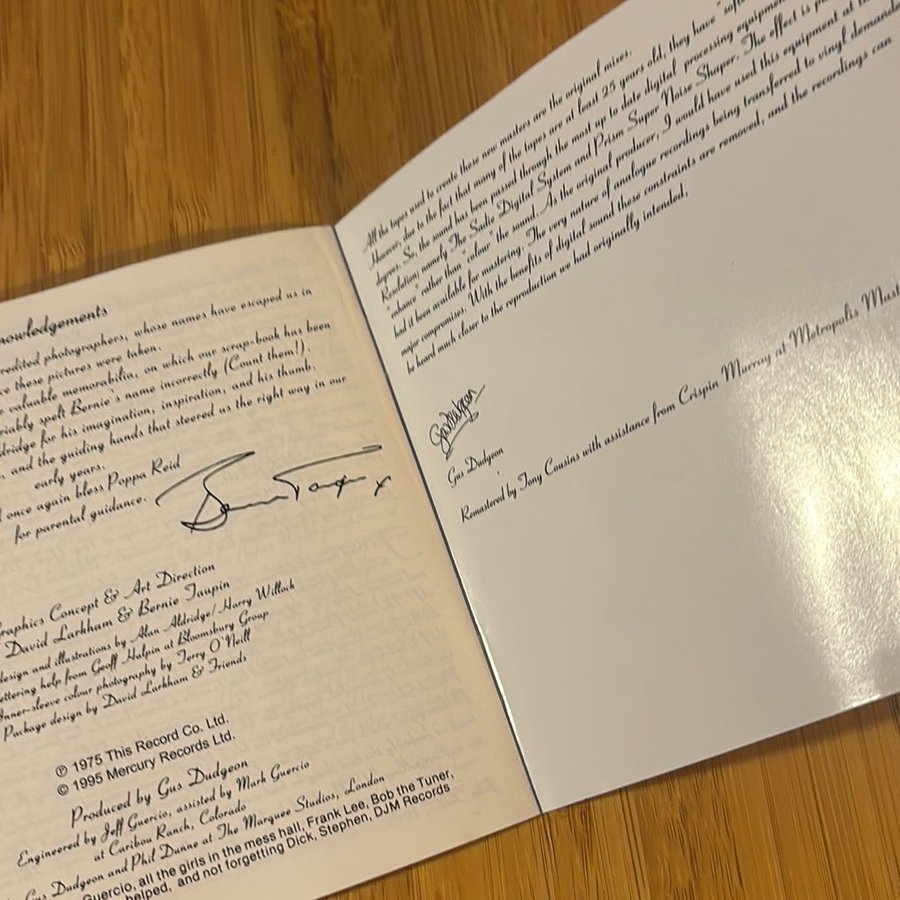 nowledgements
redited photographers, whose names have escaped us in
e these pictures were taken.
r valuable memorabilia, on which our scrap-book has been
riably spelt Bernie's name incorrectly (Count them!).
dridge for his imagination, inspiration, and his thumb.
, and the guiding hands that steered us the right way in our
early years.
once again bless Poppa Reid
for parental guidance.
Bernie Taupin x
raphics Concept & Art Direction
David Larkham & Bernie Taupin
design and illustrations by Alan Aldridge/Harry Willock
ettering help from Geoff Halpin at Bloomsbury Group
Inner-sleeve colour photography by Terry O'Neill
Package design by David Larkham & Friends
℗ 1975 This Record Co. Ltd.
© 1995 Mercury Records Ltd.
Produced by Gus Dudgeon
Engineered by Jeff Guercio, assisted by Mark Guercio
at Caribou Ranch, Colorado
Gus Dudgeon and Phil Dunne at The Marquee Studios, London
Guercio, all the girls in the mess hall, Frank Lee, Bob the Tuner,
helped, and not forgetting Dick, Stephen, DJM Records
All the tapes used to create these new masters are the original mixes.
However, due to the fact that many of the tapes are at least 25 years old, they have "soft
degrees. So, the sound has been passed through the most up to date digital processing equipmen
Resolution; namely The Sadie Digital System and Prism Super Noise Shaper. The effect is
"enhance" rather than "colour" the sound. As the original producer, I would have used this equipment at
had it been available for mastering. The very nature of analogue recordings being transferred to vinyl demand
major compromises. With the benefits of digital sound these constraints are removed, and the recordings can
be heard much closer to the reproduction we had originally intended.
Gus Dudgeon
Gus Dudgeon
Remastered by Tony Cousins with assistance from Crispin Murray at Metropolis Mast